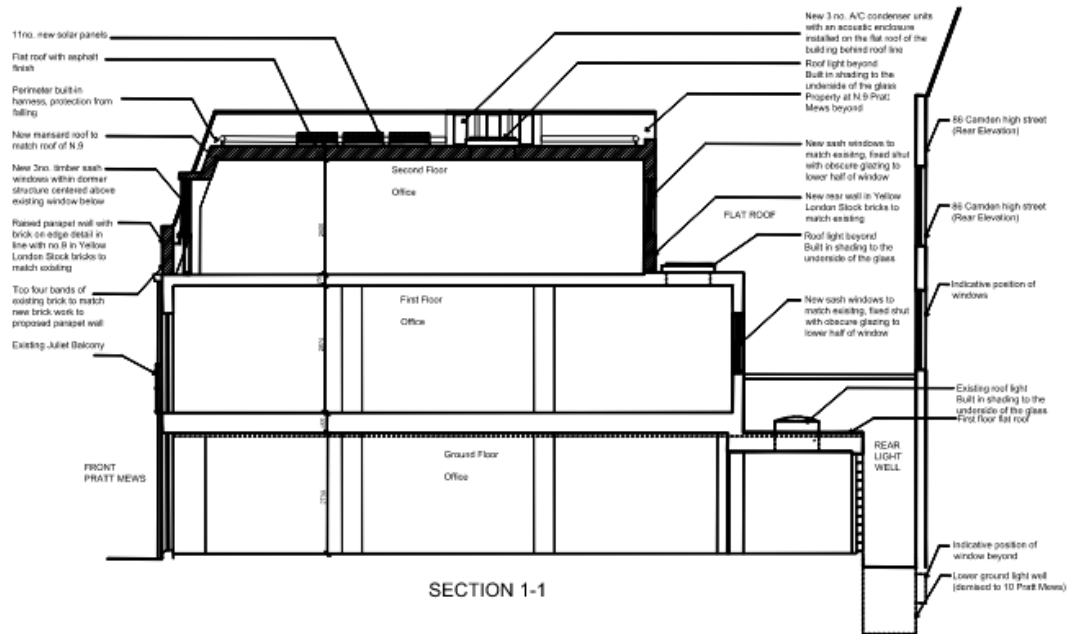 11no. new solar panels
Flat roof with asphalt
finish
Perimeter built-in
harness, protection from
falling
New mansard roof to
match roof of N.9
New 3no. timber sash
windows within dormer
structure centered above
existing window below
Raised parapet wall with
brick on edge detail in
line with no.9 in Yellow
London Stock bricks to
match existing
Top four bands of
existing brick to match
new brick work to
proposed parapet wall
Existing Juliet Balcony
FRONT
PRATT MEWS
Second Floor
Office
First Floor
Office
Ground Floor
Office
New 3 no. A/C condenser units
with an acoustic enclosure
installed on the flat roof of the
building behind roof line
Roof light beyond
Built in shading to the
underside of the glass
Property at N.9 Pratt
Mews beyond
New sash windows to
match exisitng, fixed shut
with obscure glazing to
lower half of window
New rear wall in Yellow
London Stock bricks to
match existing
FLAT ROOF
Roof light beyond
Built in shading to the
underside of the glass
New sash windows to
match exisitng, fixed shut
with obscure glazing to
lower half of window
86 Camden high street
(Rear Elevation)
86 Camden high street
(Rear Elevation)
Indicative position of
windows
Existing roof light
Built in shading to the
underside of the glass
First floor flat roof
REAR
LIGHT
WELL
Indicative position of
window beyond
Lower ground light well
(demised to 10 Pratt Mews)
SECTION 1-1